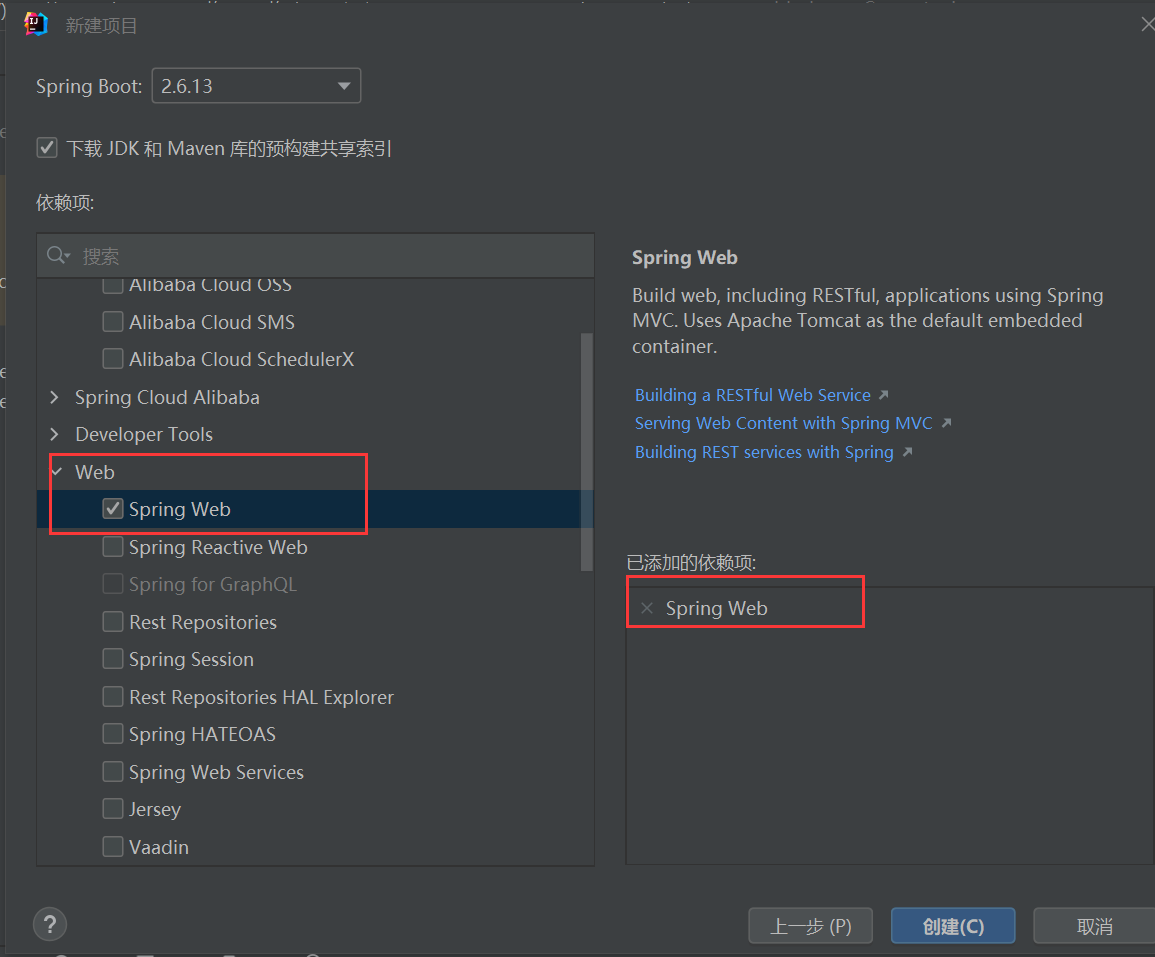 新建项目
Spring Boot: 2.6.13
下载 JDK 和 Maven 库的预构建共享索引
依赖项:
搜索
Alibaba Cloud OSS
Alibaba Cloud SMS
Alibaba Cloud SchedulerX
Spring Cloud Alibaba
Developer Tools
Web
Spring Web
Spring Reactive Web
Spring for GraphQL
Rest Repositories
Spring Session
Rest Repositories HAL Explorer
Spring HATEOAS
Spring Web Services
Jersey
Vaadin
Spring Web
Build web, including RESTful, applications using Spring
MVC. Uses Apache Tomcat as the default embedded
container.
Building a RESTful Web Service
Serving Web Content with Spring MVC
Building REST services with Spring
已添加的依赖项:
Spring Web
?
上一步 (P)
创建(C)
取消